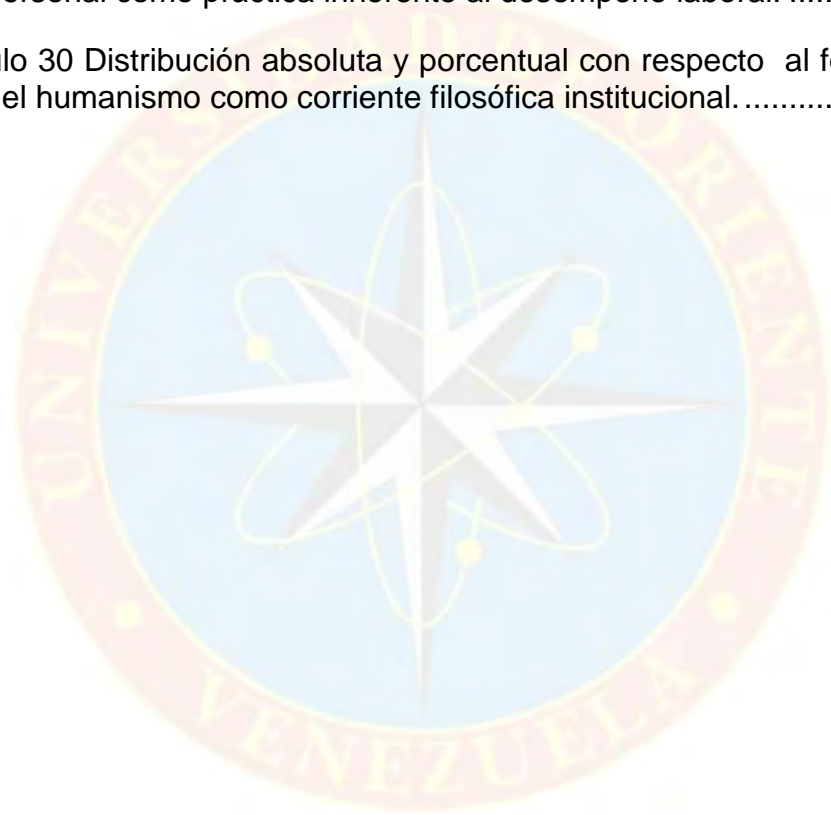 ersonal como práctica inherente al desempeño laboral. .....
lo 30 Distribución absoluta y porcentual con respecto al f
el humanismo como corriente filosófica institucional. ..........
UNIVERSIDAD DE ORIENTE
VENEZUELA